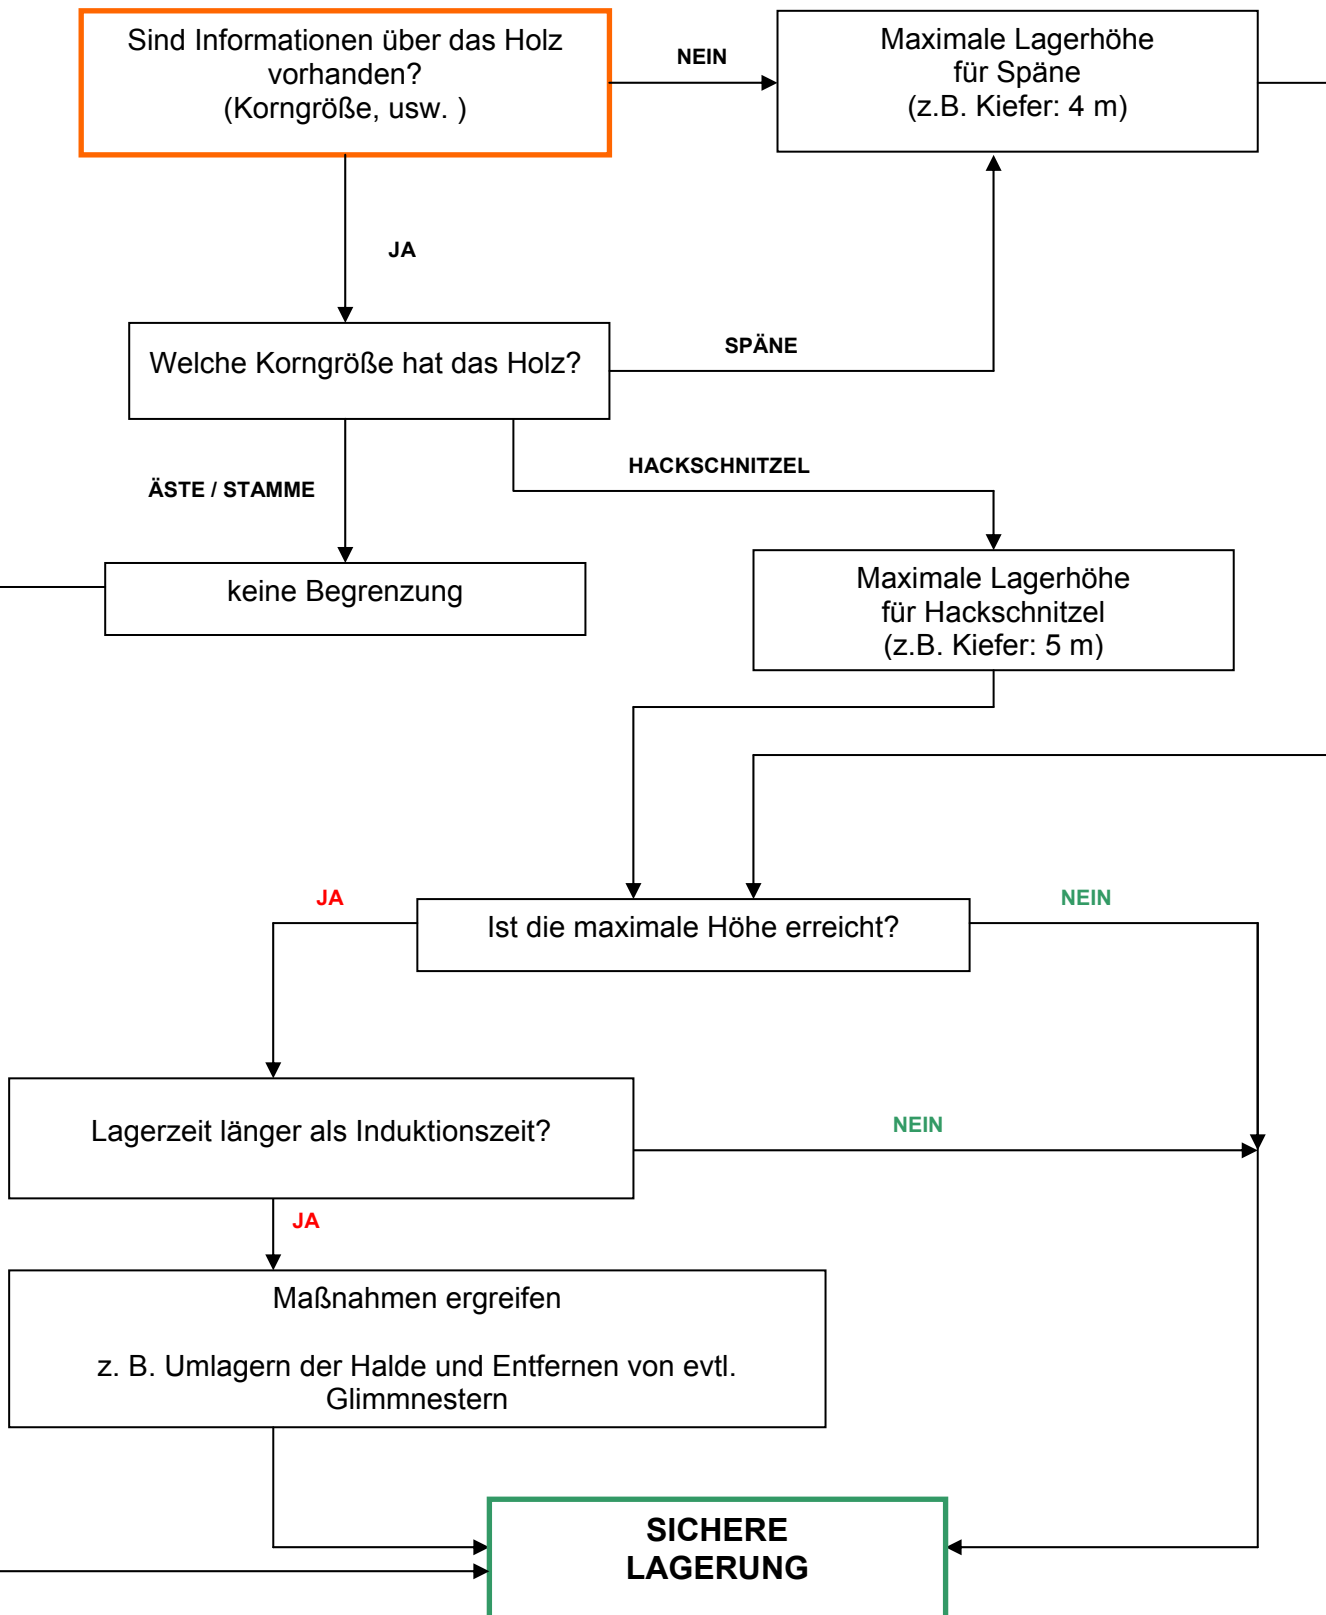 Sind Informationen über das Holz
vorhanden?
(Korngröße, usw. )
NEIN
Maximale Lagerhöhe
für Späne
(z.B. Kiefer: 4 m)
JA
Welche Korngröße hat das Holz?
SPÄNE
HACKSCHNITZEL
ÄSTE / STAMME
keine Begrenzung
Maximale Lagerhöhe
für Hackschnitzel
(z.B. Kiefer: 5 m)
JA
Ist die maximale Höhe erreicht?
NEIN
Lagerzeit länger als Induktionszeit?
NEIN
JA
Maßnahmen ergreifen
z. B. Umlagern der Halde und Entfernen von evtl.
Glimmnestern
SICHERE
LAGERUNG